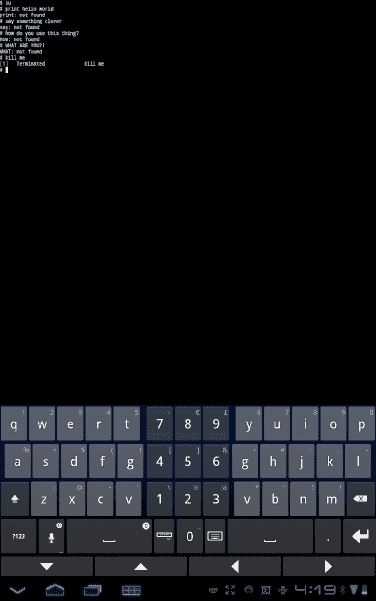 $ su
# print hello world
print: not found
# say something clever
say: not found
# how do you use this thing?
how: not found
# WHAT ARE YOU?!
WHAT: not found
# kill me
[1] Terminated kill me
#
q w e r t 7 8 9 y u i o p
a s d f g 4 5 6 g h j k l
z x c v 1 2 3 v b n m
?123 0 .
4:19